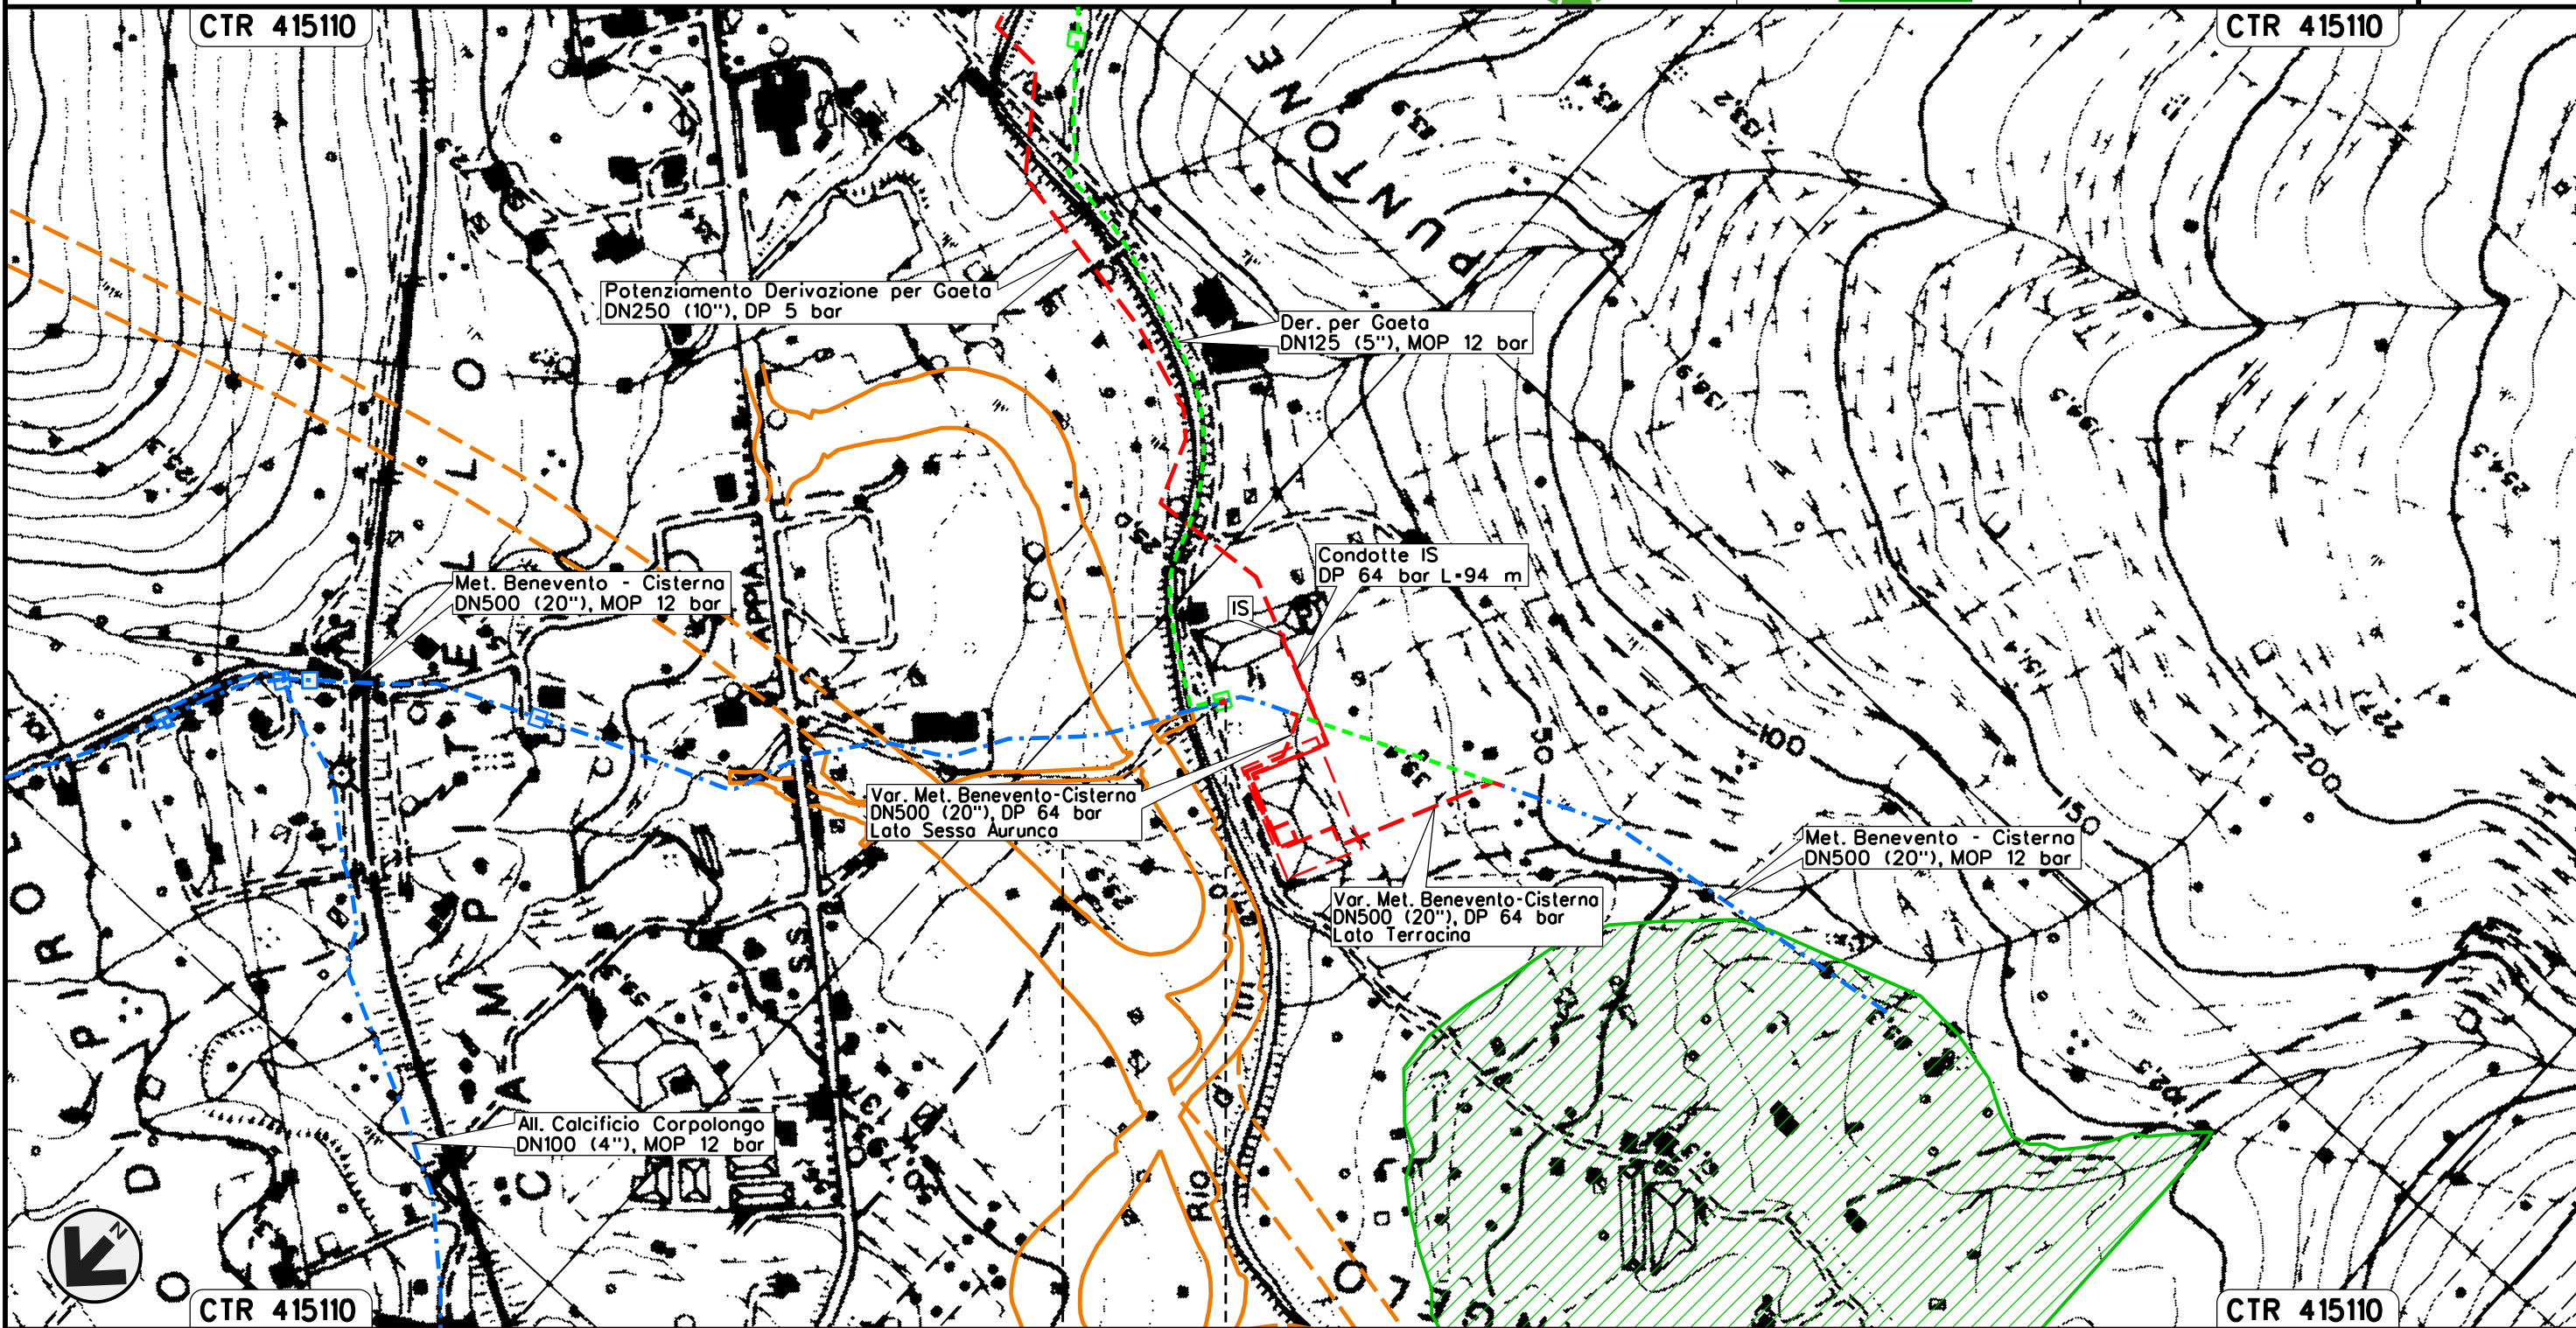 CTR 415110
CTR 415110
PUNTONE
Potenziamento Derivazione per Gaeta
DN250 (10"), DP 5 bar
Der. per Gaeta
DN125 (5"), MOP 12 bar
Condotte IS
DP 64 bar L=94 m
IS
Met. Benevento - Cisterna
DN500 (20"), MOP 12 bar
APPIA
50
100
150
200
Var. Met. Benevento-Cisterna
DN500 (20"), DP 64 bar
Lato Sessa Aurunca
Met. Benevento - Cisterna
DN500 (20"), MOP 12 bar
Var. Met. Benevento-Cisterna
DN500 (20"), DP 64 bar
Lato Terracina
S.S.
CAMPITELLO
All. Calcificio Corpolongo
DN100 (4"), MOP 12 bar
Rio
N
CTR 415110
CTR 415110